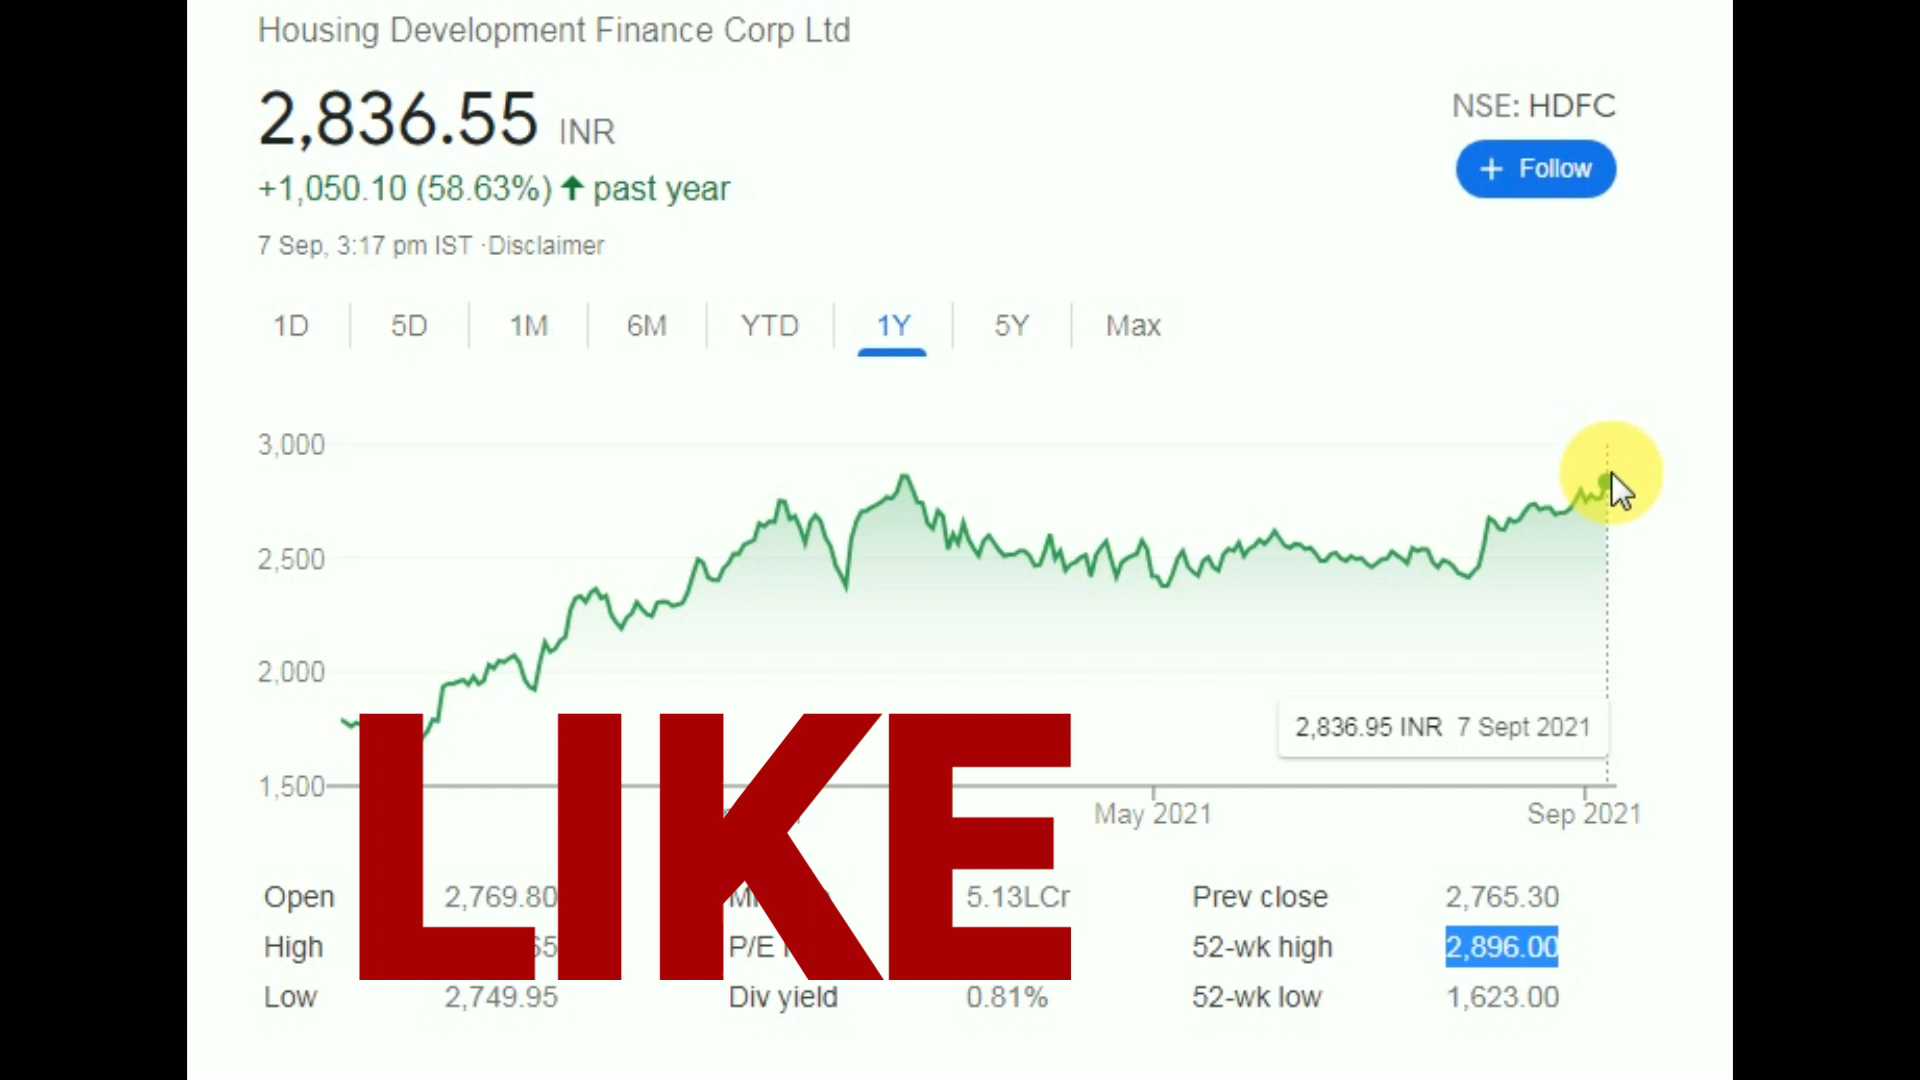 Housing Development Finance Corp Ltd
2,836.55 INR
NSE: HDFC
+ Follow
+1,050.10 (58.63%) ↑ past year
7 Sep, 3:17 pm IST ·Disclaimer
1D 5D 1M 6M YTD 1Y 5Y Max
3,000
2,500
2,000
1,500
2,836.95 INR 7 Sept 2021
May 2021 Sep 2021
LIKE
Open 2,769.80 5.13LCr Prev close 2,765.30
High P/E 52-wk high 2,896.00
Low 2,749.95 Div yield 0.81% 52-wk low 1,623.00